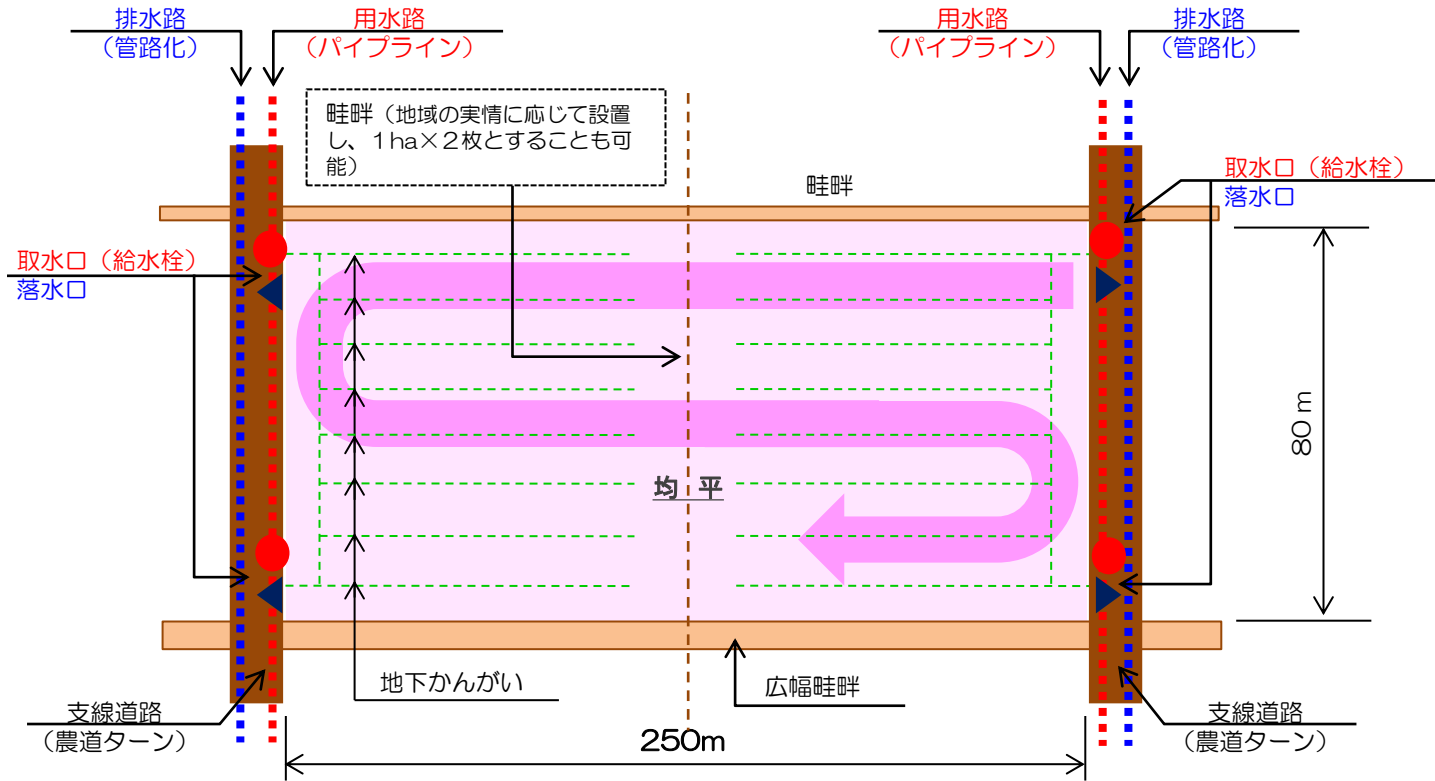 排水路
(管路化)
用水路
(パイプライン)
用水路
(パイプライン)
排水路
(管路化)
畦畔(地域の実情に応じて設置
し、1ha×2枚とすることも可
能)
畦畔
取水口(給水栓)
落水口
取水口(給水栓)
落水口
80m
均 平
地下かんがい
広幅畦畔
支線道路
(農道ターン)
250m
支線道路
(農道ターン)